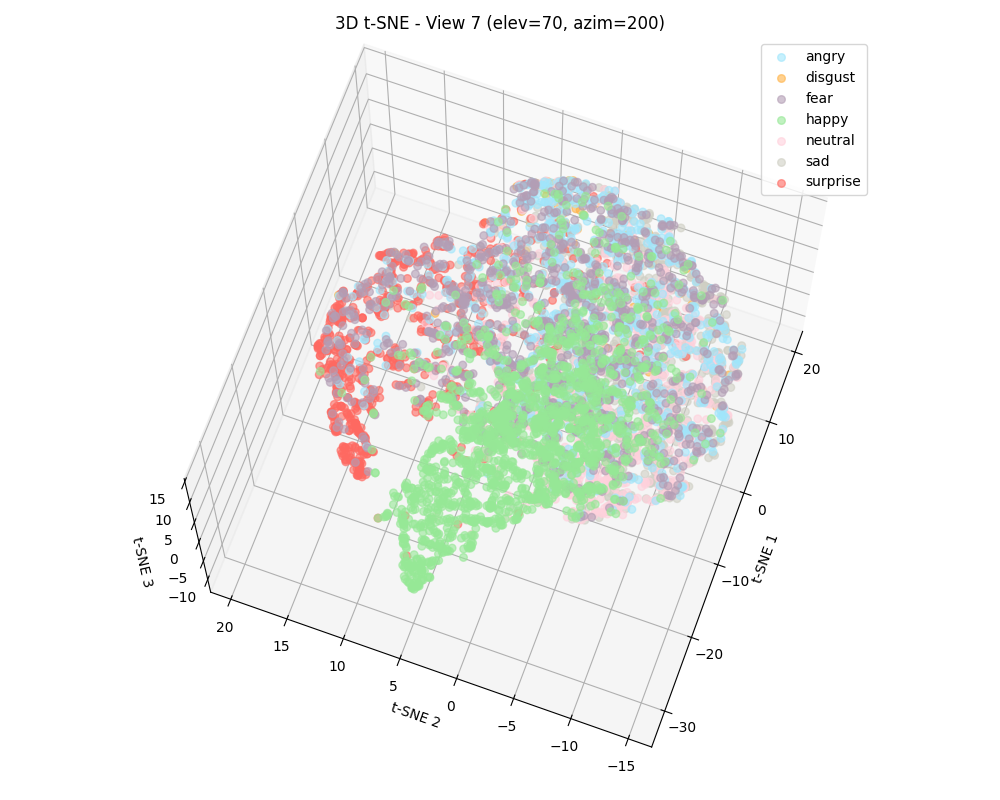 3D t-SNE - View 7 (elev=70, azim=200)
angry
disgust
fear
happy
neutral
sad
surprise
20
10
0
−10
−20
−30
t-SNE 1
15
10
5
0
−5
−10
t-SNE 3
20
15
10
5
0
−5
−10
−15
t-SNE 2